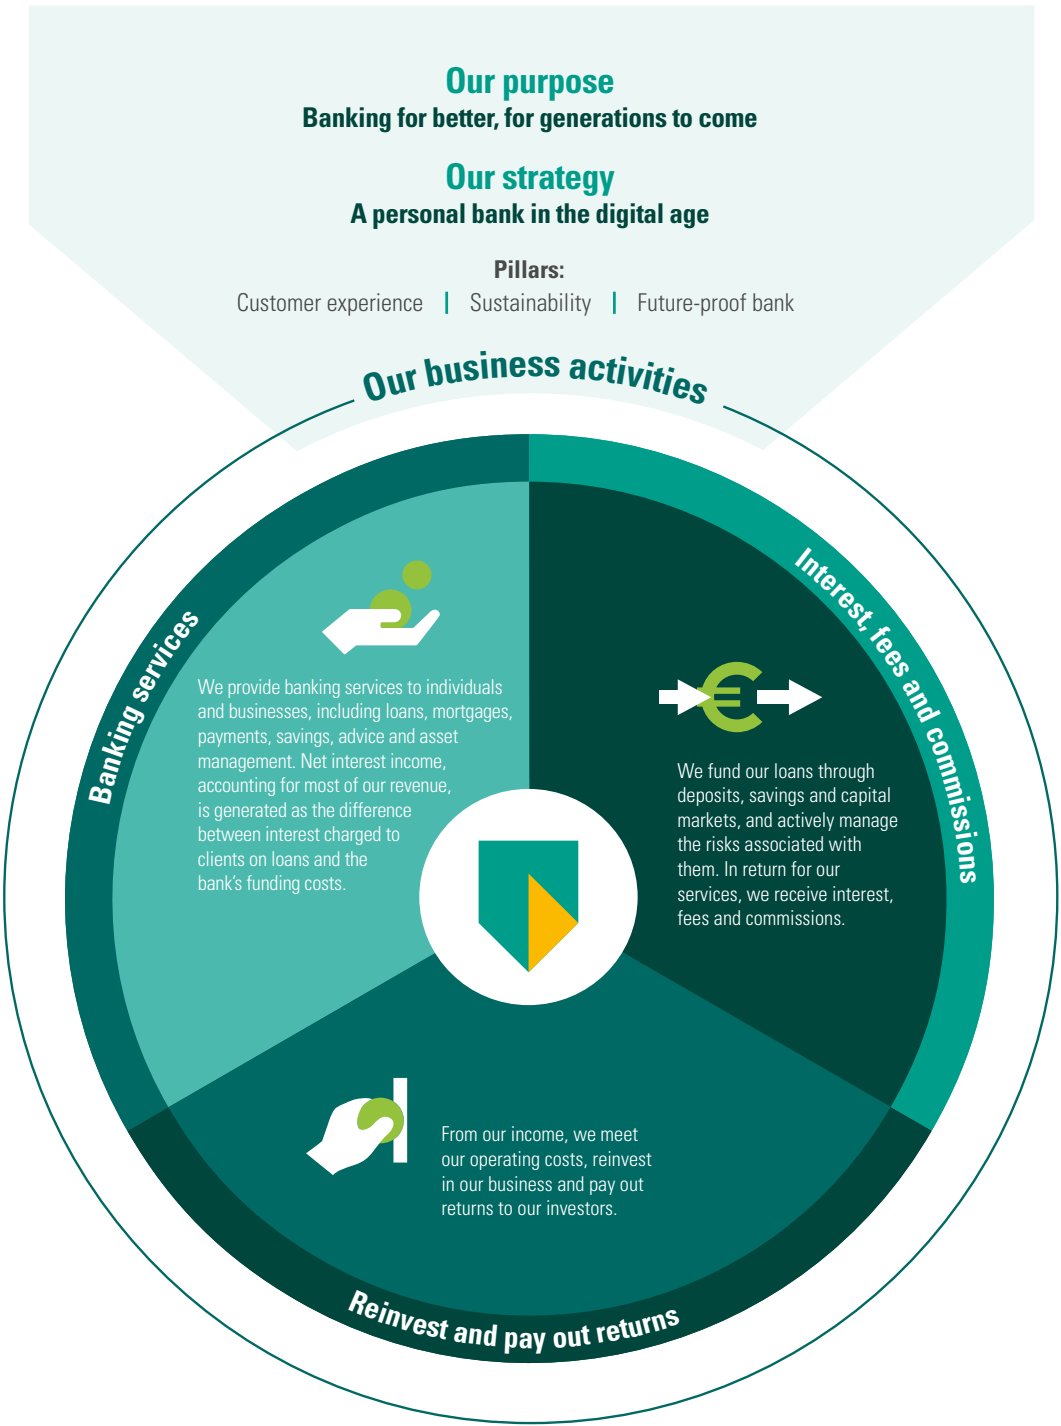 Our purpose
Banking for better, for generations to come
Our strategy
A personal bank in the digital age
Pillars:
Customer experience | Sustainability | Future-proof bank
Our business activities
Banking services
We provide banking services to individuals
and businesses, including loans, mortgages,
payments, savings, advice and asset
management. Net interest income,
accounting for most of our revenue,
is generated as the difference
between interest charged to
clients on loans and the
bank's funding costs.
Interest, fees and commissions
We fund our loans through
deposits, savings and capital
markets, and actively manage
the risks associated with
them. In return for our
services, we receive interest,
fees and commissions.
From our income, we meet
our operating costs, reinvest
in our business and pay out
returns to our investors.
Reinvest and pay out returns